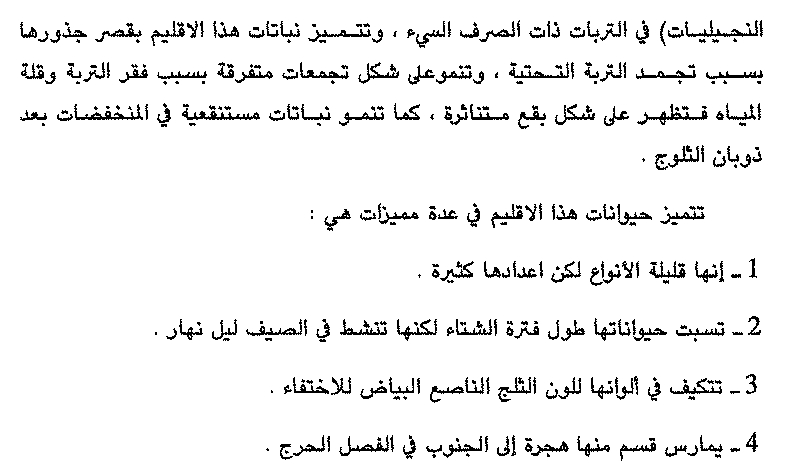 النجيليات) في التربات ذات الصرف السيء ، وتتميز نباتات هذا الاقليم بقصر جذورها
بسبب تجمد التربة التحتية ، وتنموعلى شكل تجمعات متفرقة بسبب فقر التربة وقلة
المياه فتظهر على شكل بقع متناثرة ، كما تنمو نباتات مستنقعية في المنخفضات بعد
ذوبان الثلوج .
تتميز حيوانات هذا الاقليم في عدة مميزات هي :
1 ـ إنها قليلة الأنواع لكن اعدادها كثيرة .
2 ـ تسبت حيواناتها طول فترة الشتاء لكنها تنشط في الصيف ليل نهار .
3 ـ تتكيف في ألوانها للون الثلج الناصع البياض للاختفاء .
4 ـ يمارس قسم منها هجرة إلى الجنوب في الفصل الحرج .